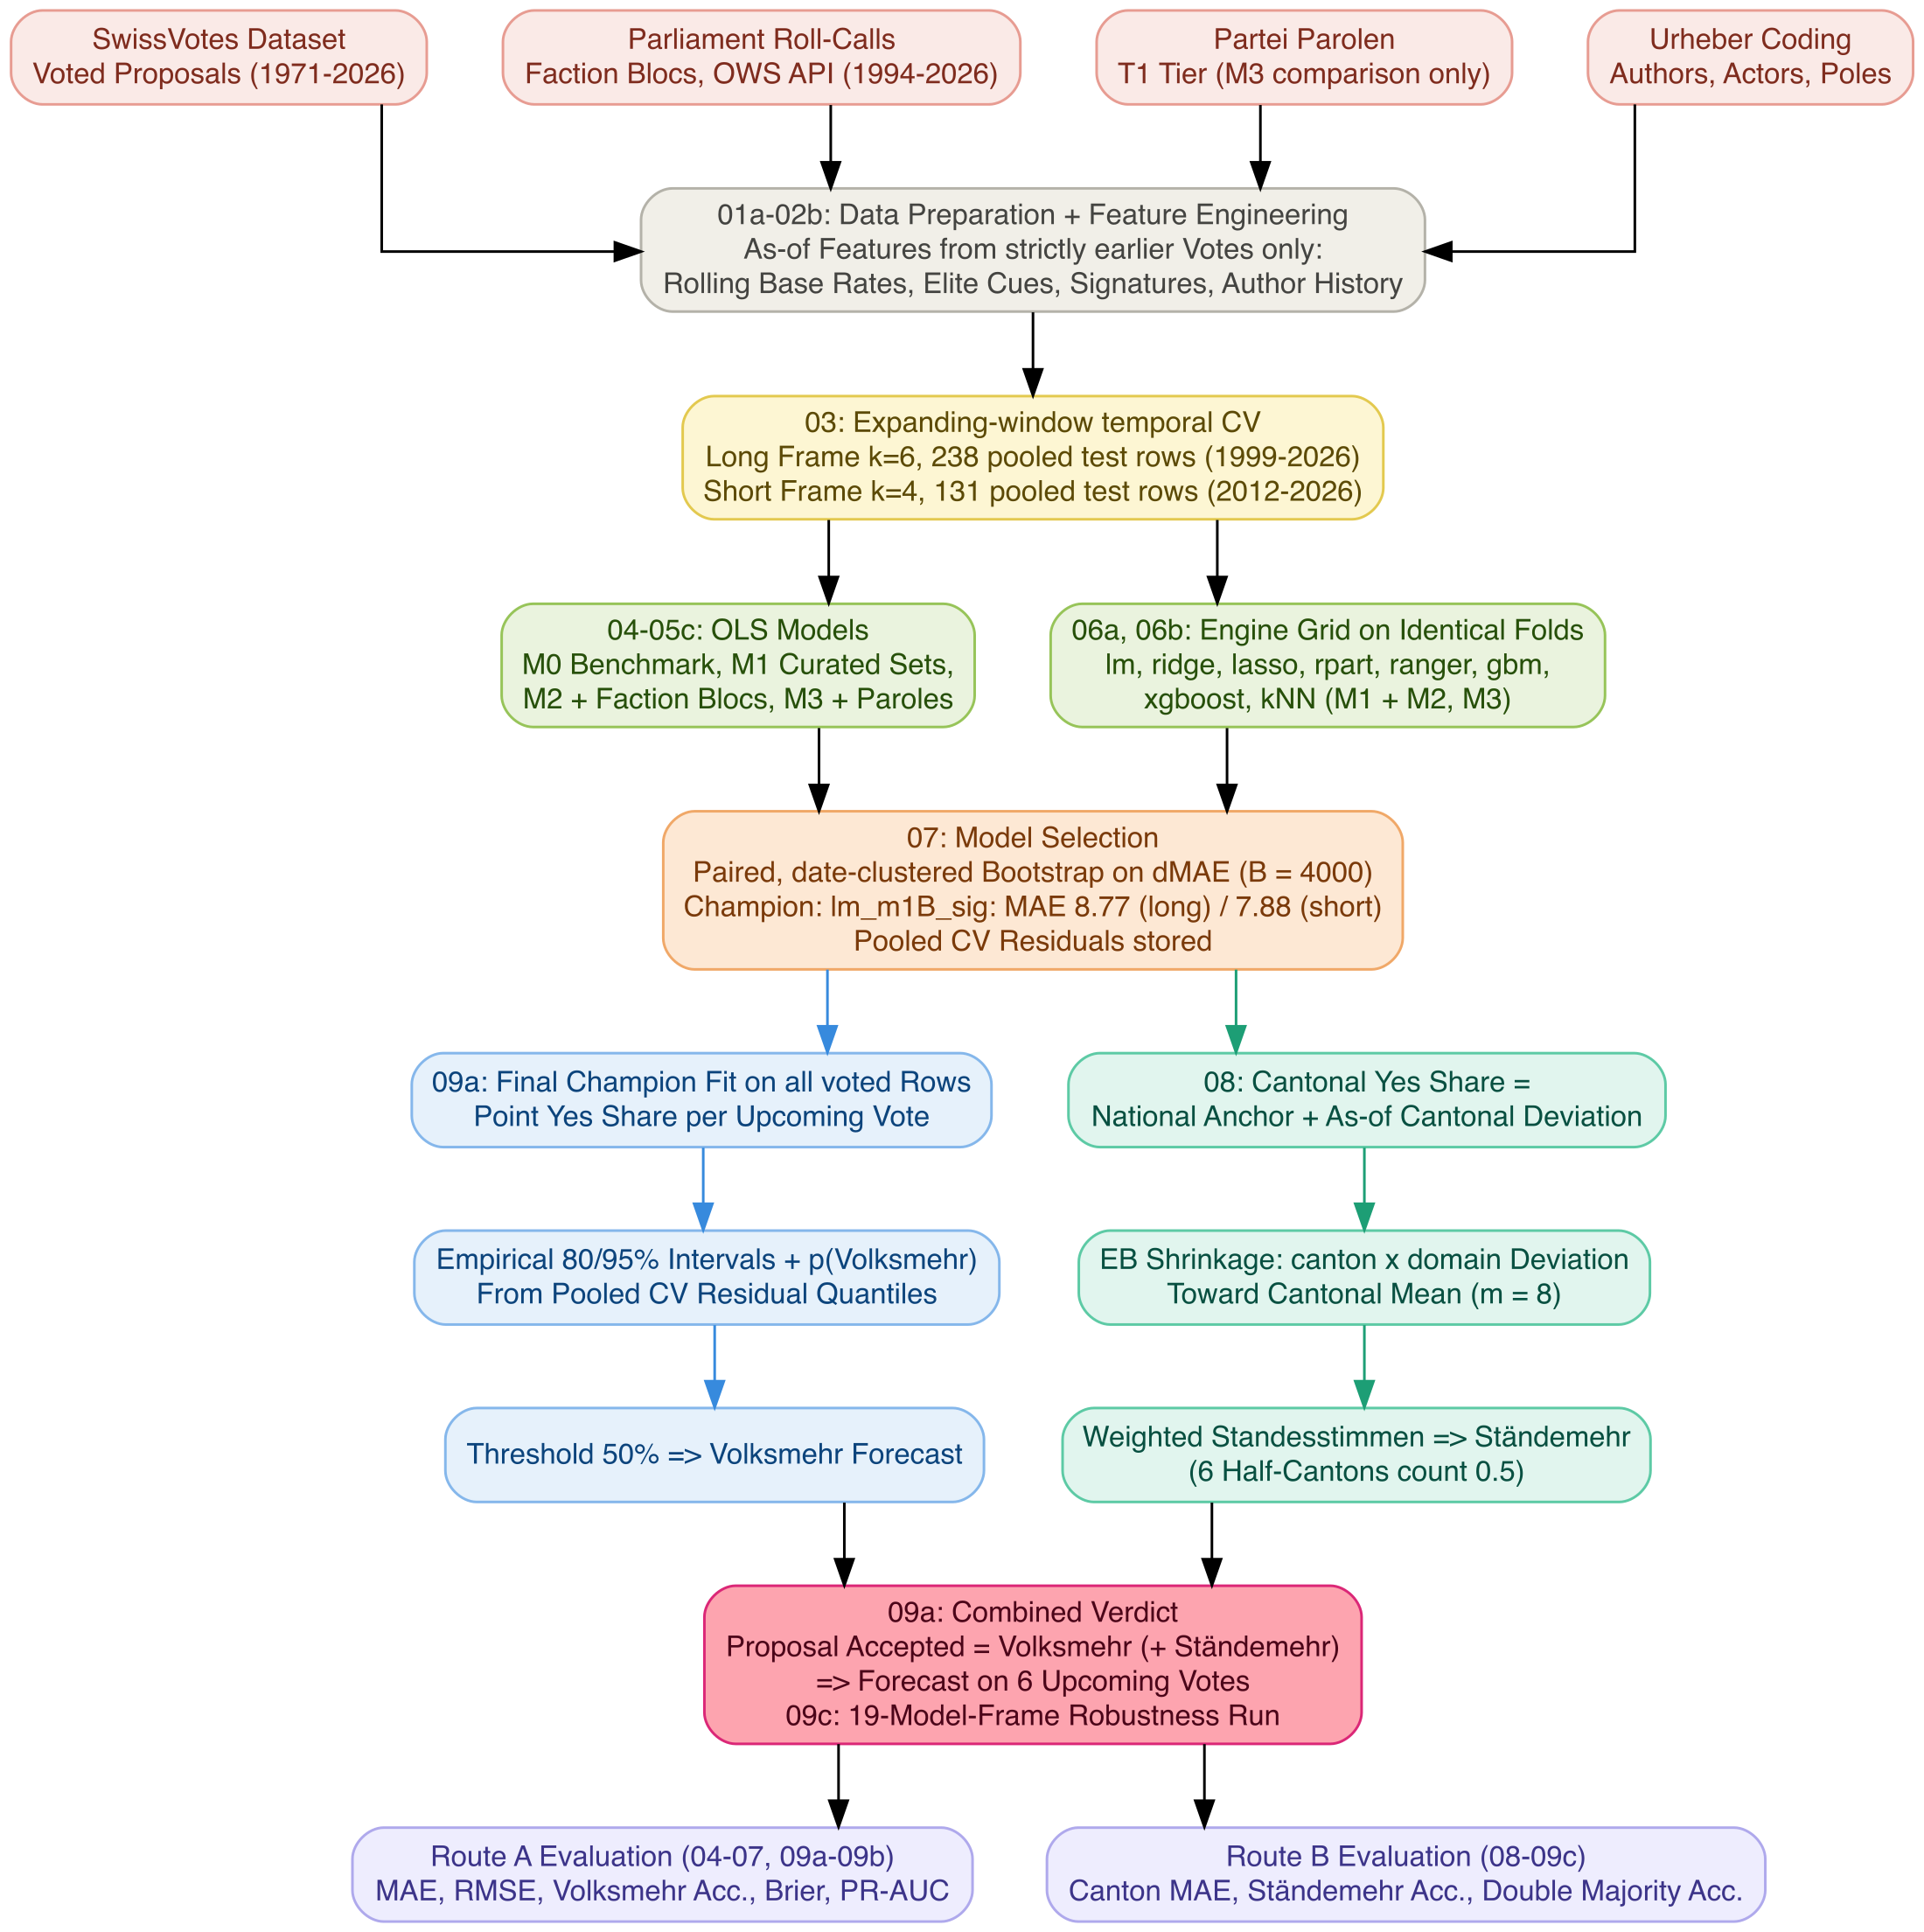 SwissVotes Dataset
Voted Proposals (1971-2026)
Parliament Roll-Calls
Faction Blocs, OWS API (1994-2026)
Partei Parolen
T1 Tier (M3 comparison only)
Urheber Coding
Authors, Actors, Poles
01a-02b: Data Preparation + Feature Engineering
As-of Features from strictly earlier Votes only:
Rolling Base Rates, Elite Cues, Signatures, Author History
03: Expanding-window temporal CV
Long Frame k=6, 238 pooled test rows (1999-2026)
Short Frame k=4, 131 pooled test rows (2012-2026)
04-05c: OLS Models
M0 Benchmark, M1 Curated Sets,
M2 + Faction Blocs, M3 + Paroles
06a, 06b: Engine Grid on Identical Folds
lm, ridge, lasso, rpart, ranger, gbm,
xgboost, kNN (M1 + M2, M3)
07: Model Selection
Paired, date-clustered Bootstrap on dMAE (B = 4000)
Champion: lm_m1B_sig: MAE 8.77 (long) / 7.88 (short)
Pooled CV Residuals stored
09a: Final Champion Fit on all voted Rows
Point Yes Share per Upcoming Vote
08: Cantonal Yes Share =
National Anchor + As-of Cantonal Deviation
Empirical 80/95% Intervals + p(Volksmehr)
From Pooled CV Residual Quantiles
EB Shrinkage: canton x domain Deviation
Toward Cantonal Mean (m = 8)
Threshold 50% => Volksmehr Forecast
Weighted Standesstimmen => Ständemehr
(6 Half-Cantons count 0.5)
09a: Combined Verdict
Proposal Accepted = Volksmehr (+ Ständemehr)
=> Forecast on 6 Upcoming Votes
09c: 19-Model-Frame Robustness Run
Route A Evaluation (04-07, 09a-09b)
MAE, RMSE, Volksmehr Acc., Brier, PR-AUC
Route B Evaluation (08-09c)
Canton MAE, Ständemehr Acc., Double Majority Acc.